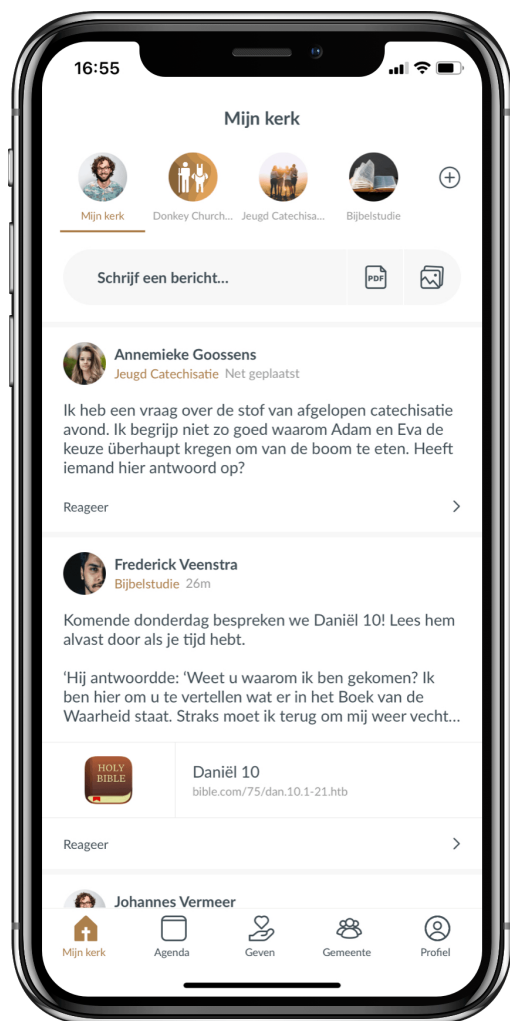 16:55
Mijn kerk
Mijn kerk
Donkey Church...
Jeugd Catechisa...
Bijbelstudie
Schrijf een bericht...
PDF
Annemieke Goossens
Jeugd Catechisatie Net geplaatst
Ik heb een vraag over de stof van afgelopen catechisatie
avond. Ik begrijp niet zo goed waarom Adam en Eva de
keuze überhaupt kregen om van de boom te eten. Heeft
iemand hier antwoord op?
Reageer
Frederick Veenstra
Bijbelstudie 26m
Komende donderdag bespreken we Daniël 10! Lees hem
alvast door als je tijd hebt.
‘Hij antwoordde: ‘Weet u waarom ik ben gekomen? Ik
ben hier om u te vertellen wat er in het Boek van de
Waarheid staat. Straks moet ik terug om mij weer vecht...
HOLY
BIBLE
Daniël 10
bible.com/75/dan.10.1-21.htb
Reageer
Johannes Vermeer
Mijn kerk
Agenda
Geven
Gemeente
Profiel